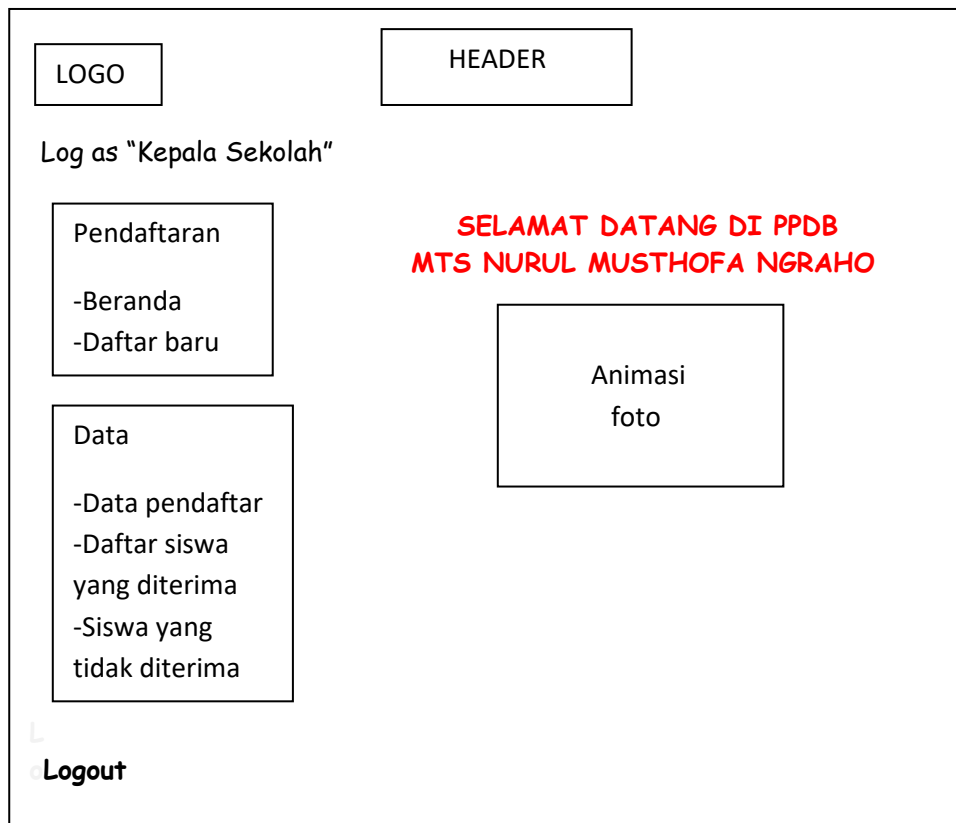 LOGO
HEADER
Log as “Kepala Sekolah”
Pendaftaran
-Beranda
-Daftar baru
SELAMAT DATANG DI PPDB
MTS NURUL MUSTHOFA NGRAHO
Animasi
foto
Data
-Data pendaftar
-Daftar siswa
yang diterima
-Siswa yang
tidak diterima
L
o
Logout